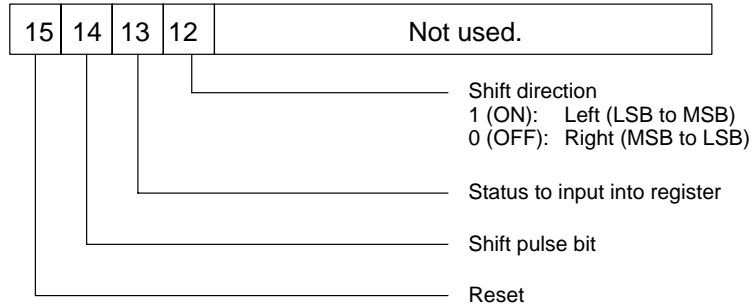 15 14 13 12 Not used.
Shift direction
1 (ON): Left (LSB to MSB)
0 (OFF): Right (MSB to LSB)
Status to input into register
Shift pulse bit
Reset